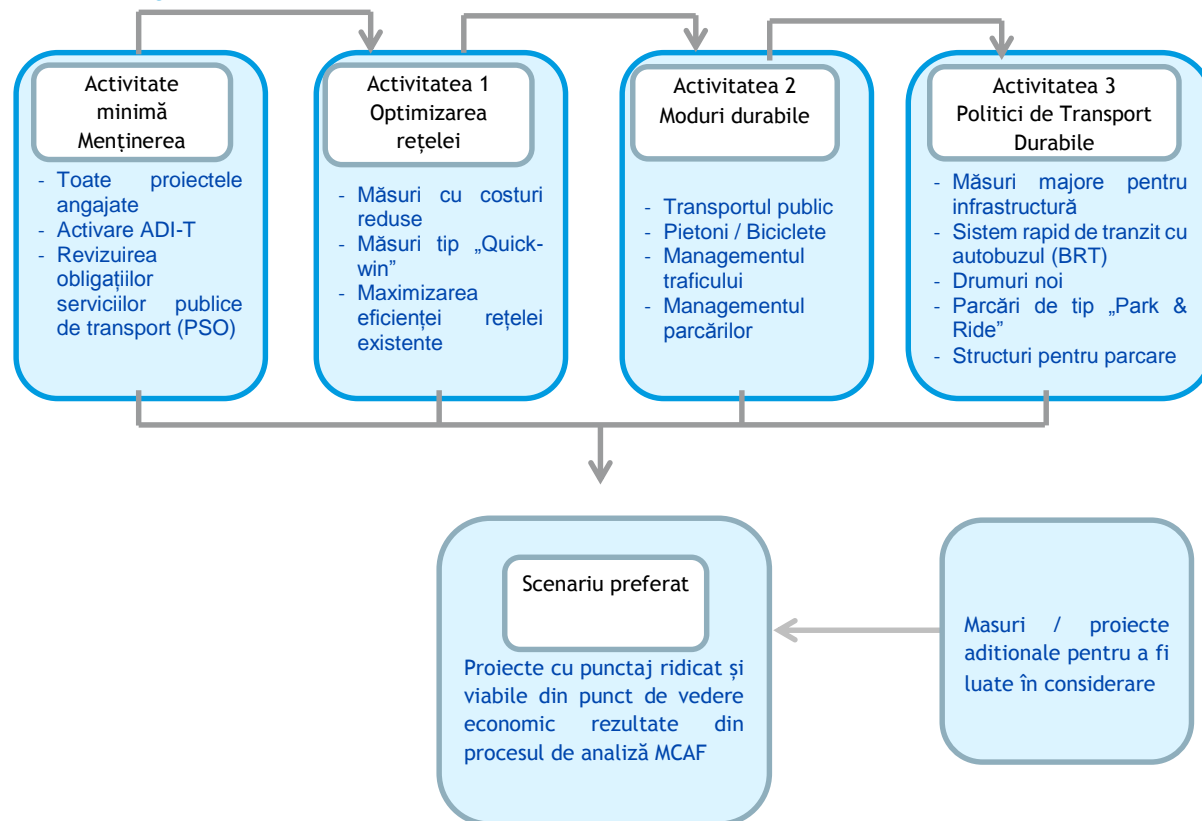 Activitate
minimă
Menținerea
- Toate proiectele
angajate
- Activare ADI-T
- Revizuirea
obligațiilor
serviciilor publice
de transport (PSO)
Activitatea 1
Optimizarea
rețelei
- Măsuri cu costuri
reduse
- Măsuri tip „Quick-
win”
- Maximizarea
eficienței rețelei
existente
Activitatea 2
Moduri durabile
- Transportul public
- Pietoni / Biciclete
- Managementul
traficului
- Managementul
parcărilor
Activitatea 3
Politici de Transport
Durabile
- Măsuri majore pentru
infrastructură
- Sistem rapid de tranzit cu
autobuzul (BRT)
- Drumuri noi
- Parcări de tip „Park &
Ride”
- Structuri pentru parcare
Scenariu preferat
Proiecte cu punctaj ridicat și
viabile din punct de vedere
economic rezultate din
procesul de analiză MCAF
Masuri / proiecte
aditionale pentru a fi
luate în considerare